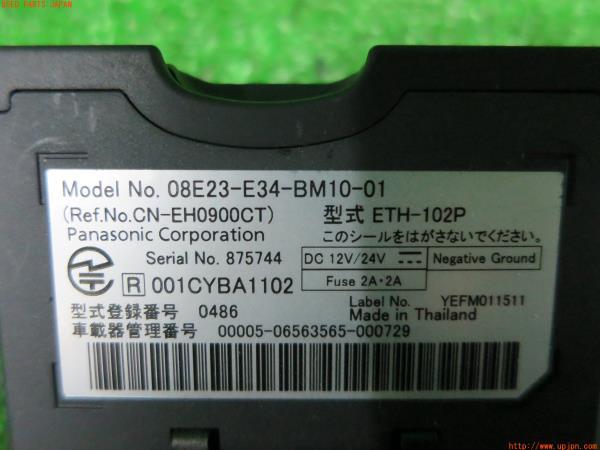 USED PARTS JAPAN
Model No. 08E23-E34-BM10-01
(Ref.No.CN-EH0900CT) 型式 ETH-102P
Panasonic Corporation このシールをはがさないでください。
Serial No. 875744 DC 12V/24V Negative Ground
R 001CYBA1102 Fuse 2A・2A
Label No. YEFM011511
型式登録番号 0486 Made in Thailand
車載器管理番号 00005-06563565-000729
http://www.upjpn.com/